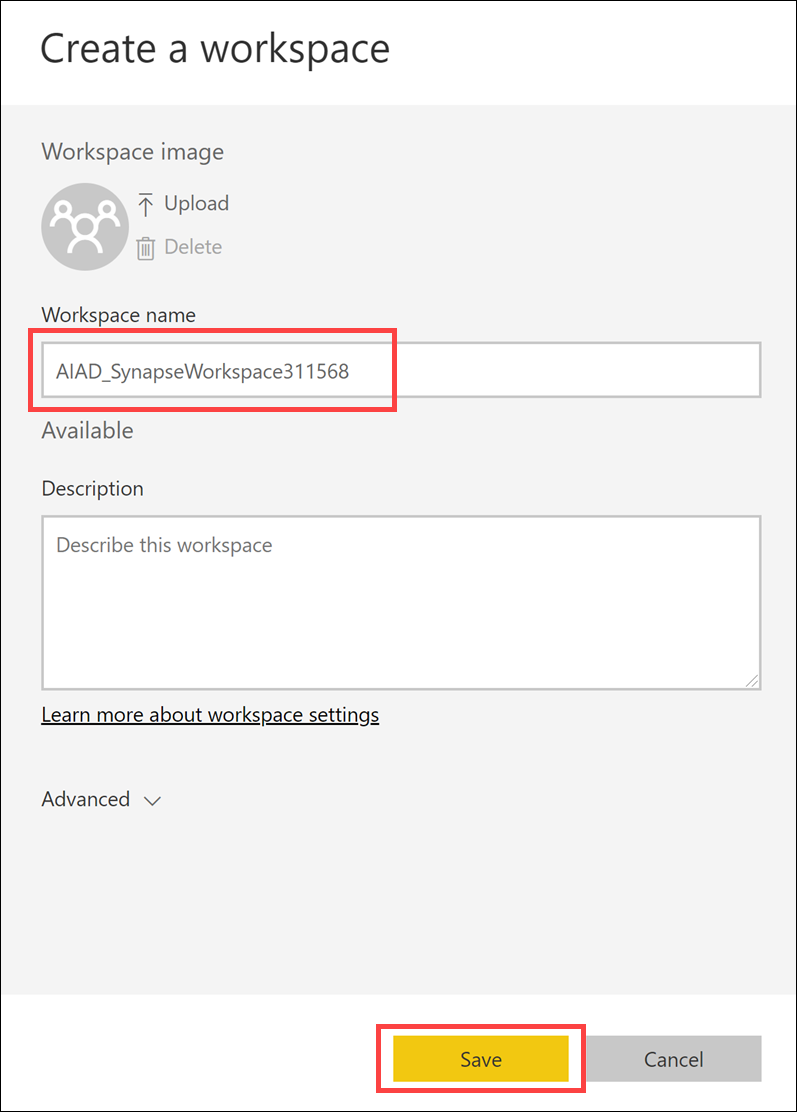 Create a workspace
Workspace image
Upload
Delete
Workspace name
AIAD_SynapseWorkspace311568
Available
Description
Describe this workspace
Learn more about workspace settings
Advanced
Save
Cancel